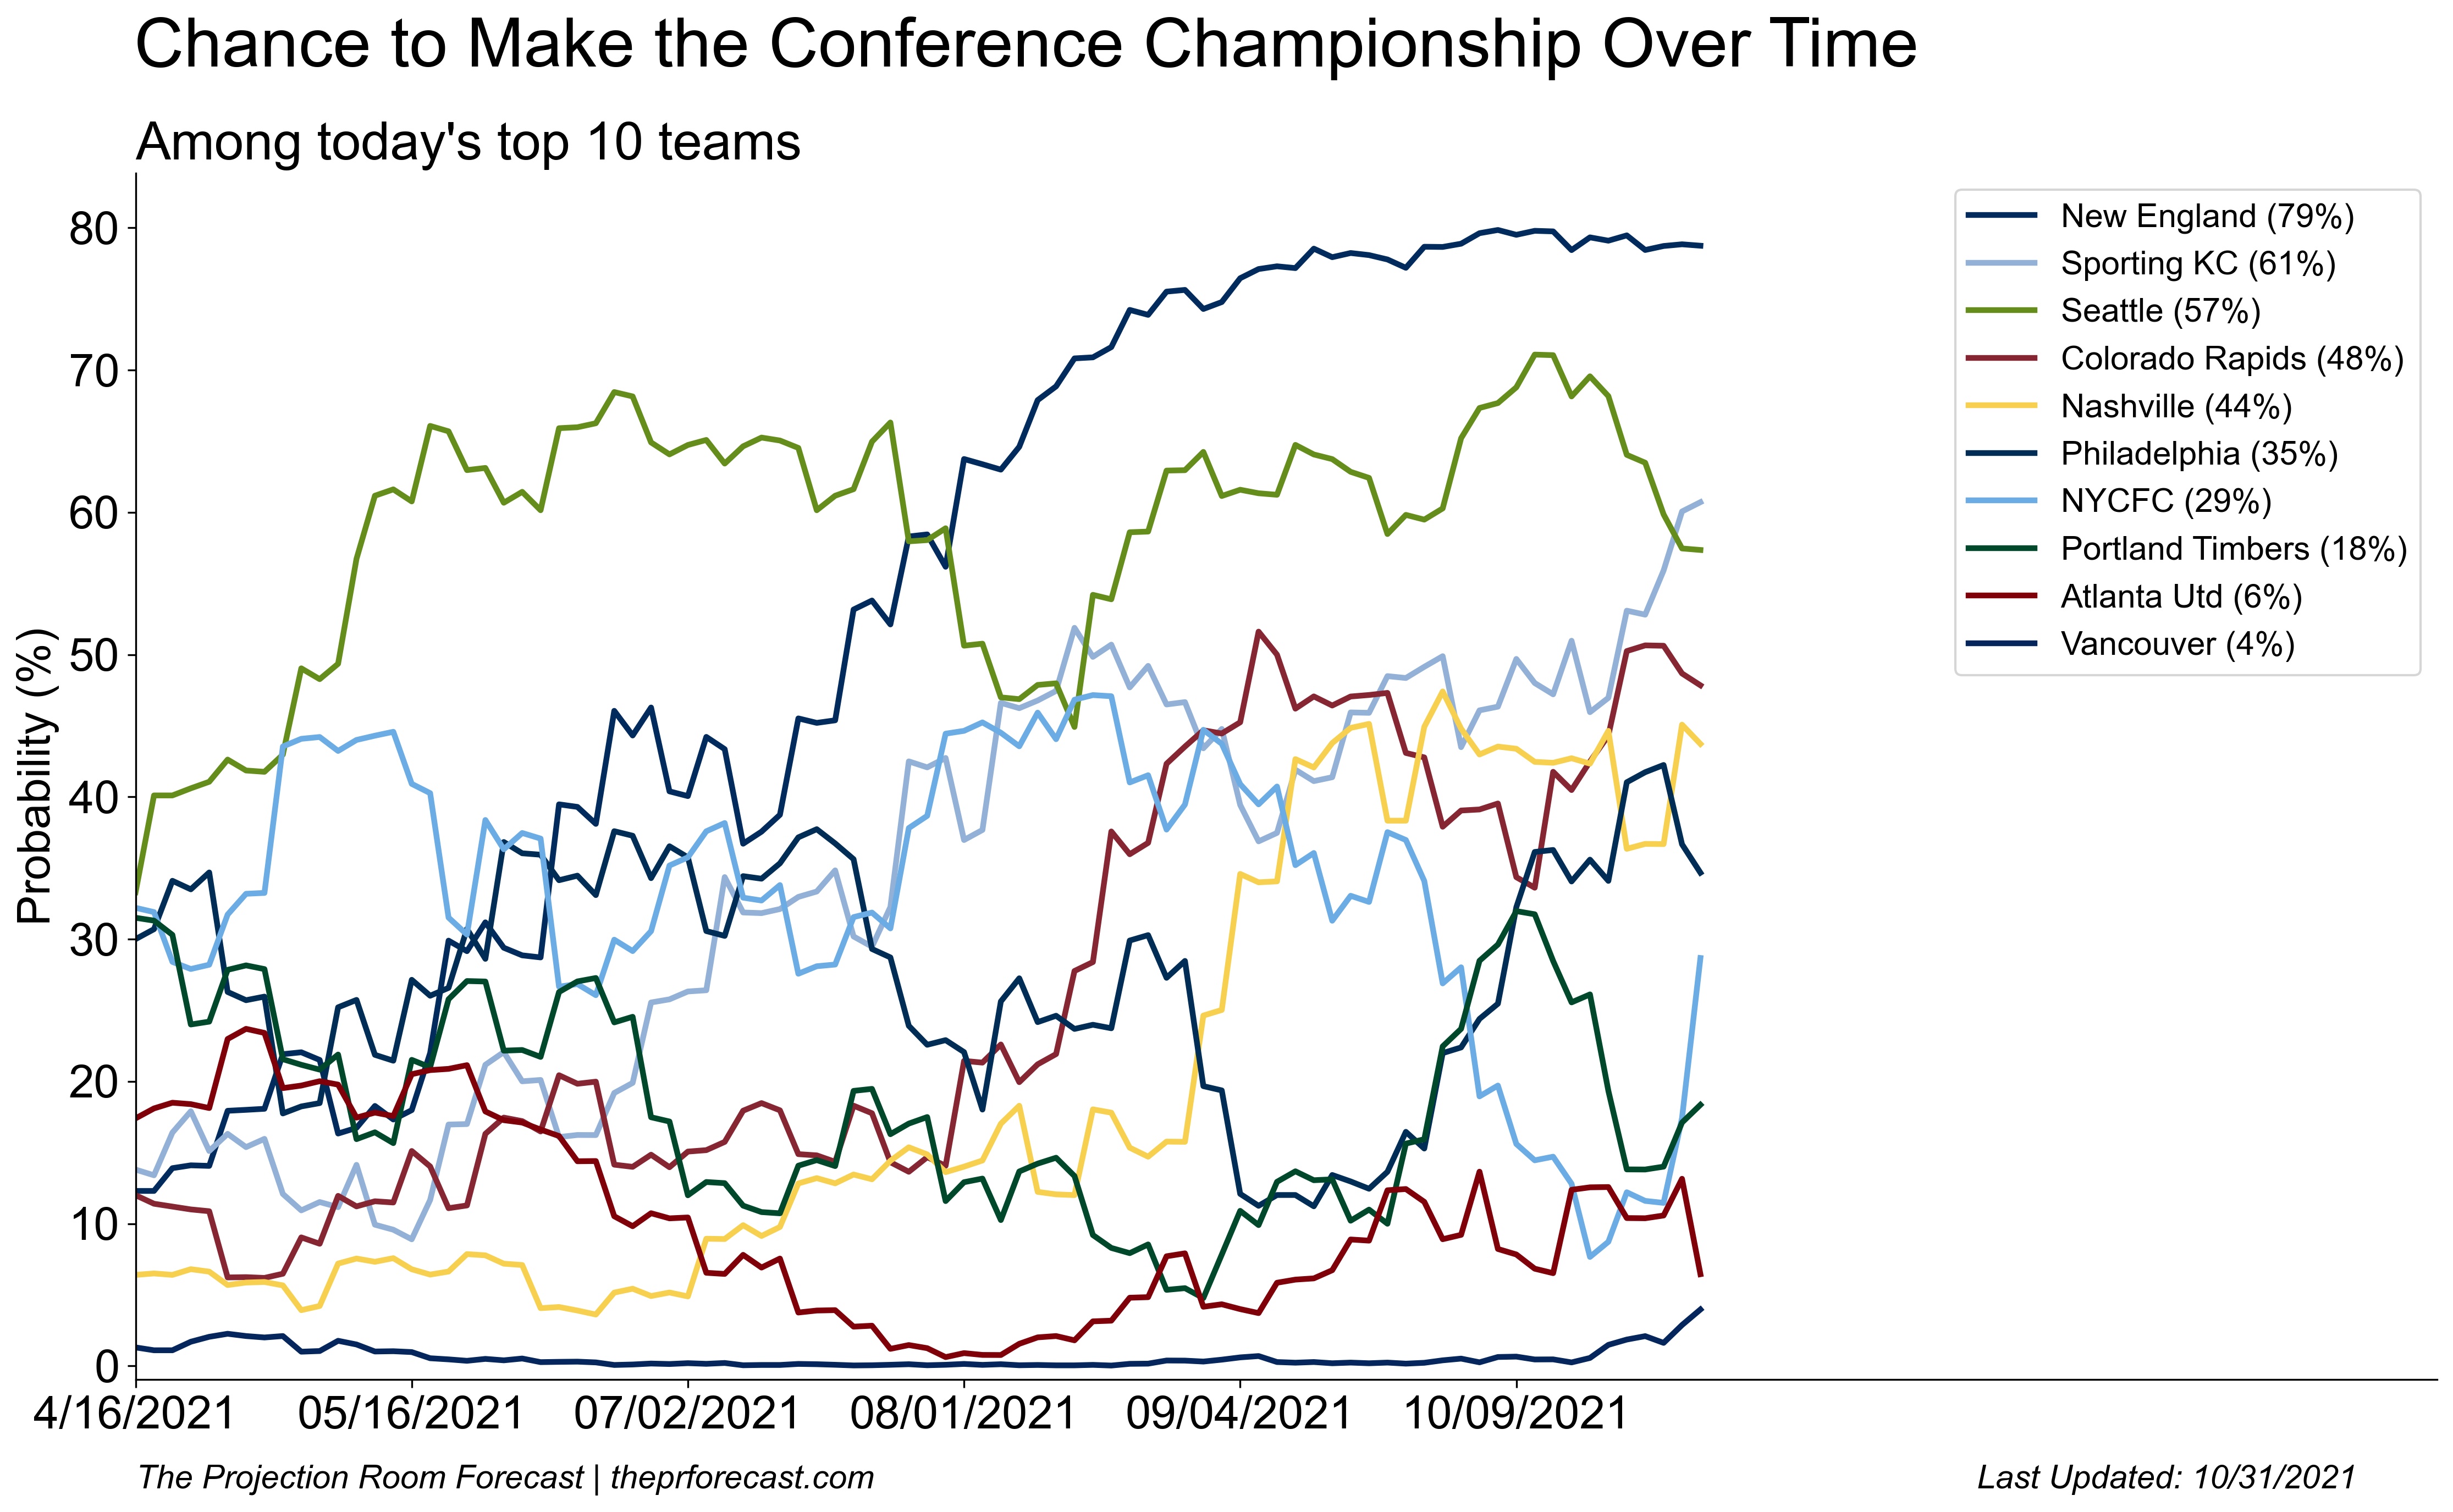 Chance to Make the Conference Championship Over Time
Among today's top 10 teams
Probability (%)
80
70
60
50
40
30
20
10
0
4/16/2021
05/16/2021
07/02/2021
08/01/2021
09/04/2021
10/09/2021
New England (79%)
Sporting KC (61%)
Seattle (57%)
Colorado Rapids (48%)
Nashville (44%)
Philadelphia (35%)
NYCFC (29%)
Portland Timbers (18%)
Atlanta Utd (6%)
Vancouver (4%)
The Projection Room Forecast | theprforecast.com
Last Updated: 10/31/2021